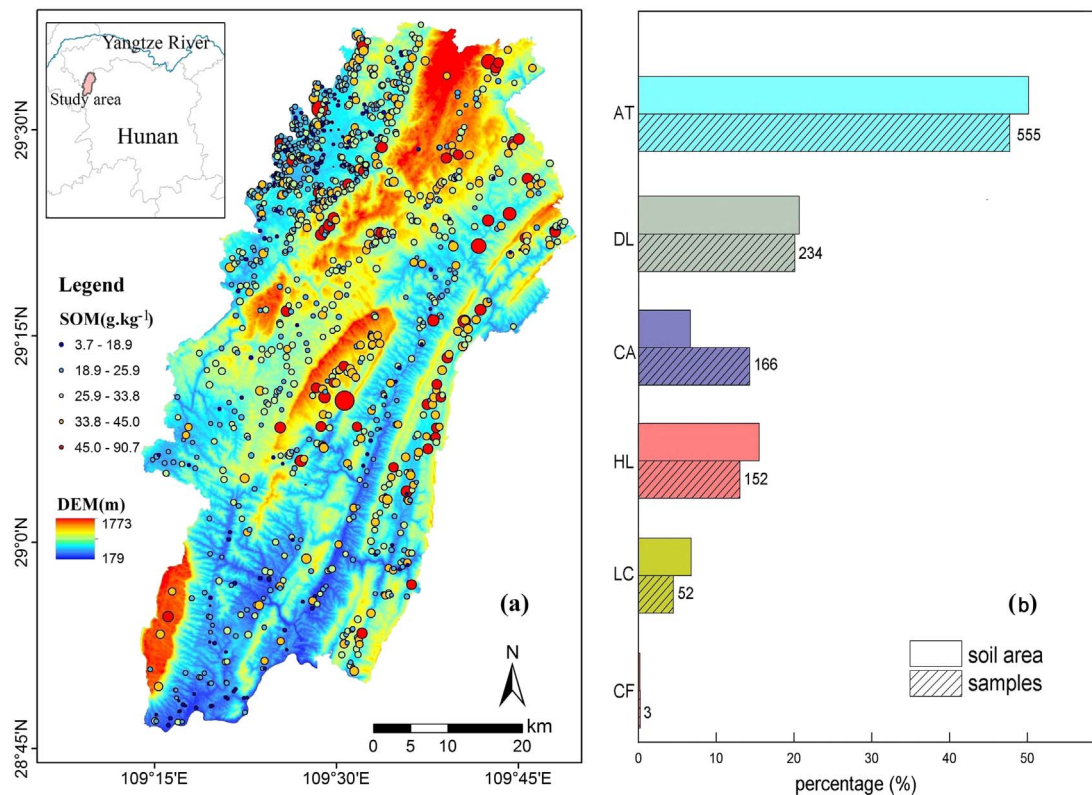 Yangtze River
Study area
Hunan
29°30'N
29°15'N
29°0'N
28°45'N
Legend
SOM(g.kg-1)
3.7 - 18.9
18.9 - 25.9
25.9 - 33.8
33.8 - 45.0
45.0 - 90.7
DEM(m)
1773
179
(a)
N
km
0 5 10 20
109°15'E 109°30'E 109°45'E
AT
555
DL
234
CA
166
HL
152
LC
52
CF
3
(b)
soil area
samples
0 10 20 30 40 50
percentage (%)